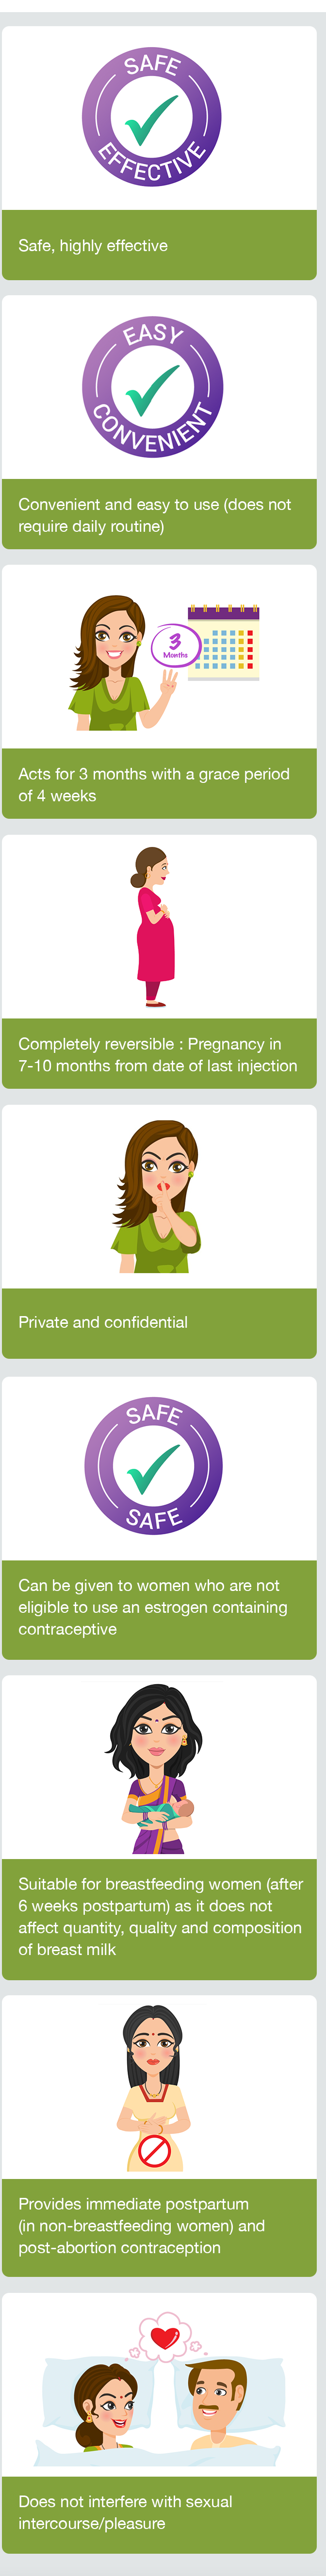 SAFE
EFFECTIVE
Safe, highly effective
EASY
CONVENIENT
Convenient and easy to use (does not
require daily routine)
3
Months
Acts for 3 months with a grace period
of 4 weeks
Completely reversible : Pregnancy in
7-10 months from date of last injection
Private and confidential
SAFE
SAFE
Can be given to women who are not
eligible to use an estrogen containing
contraceptive
Suitable for breastfeeding women (after
6 weeks postpartum) as it does not
affect quantity, quality and composition
of breast milk
Provides immediate postpartum
(in non-breastfeeding women) and
post-abortion contraception
Does not interfere with sexual
intercourse/pleasure